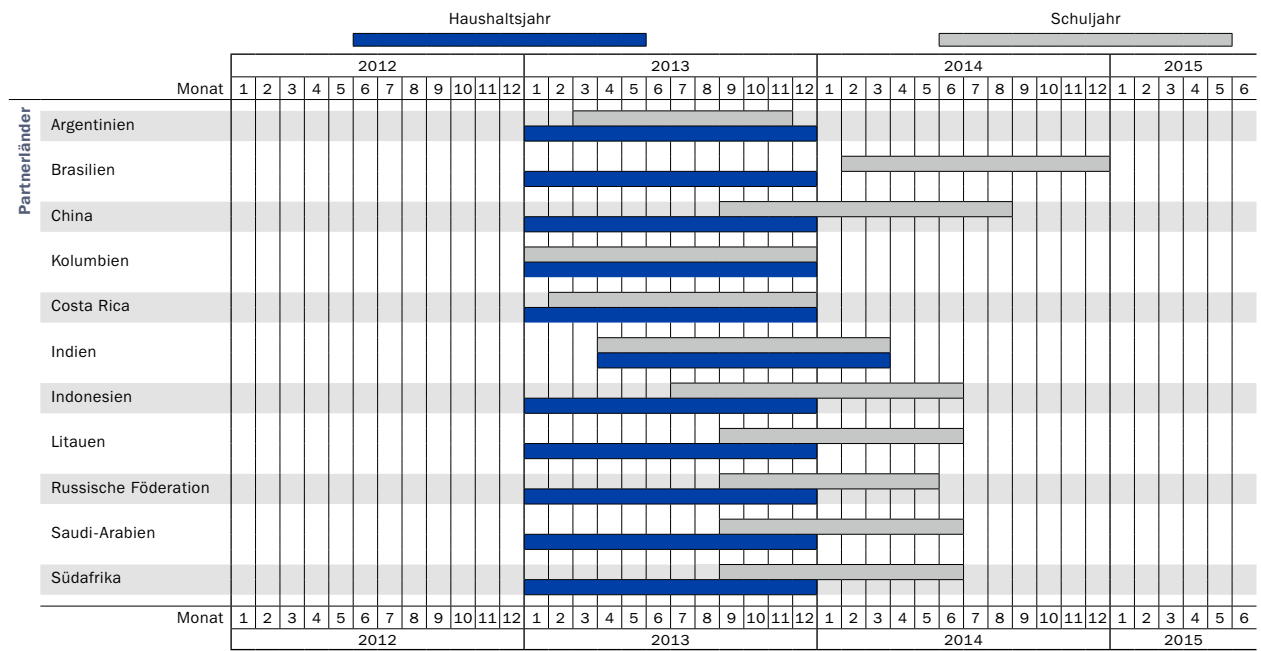 Haushaltsjahr Schuljahr
2012 2013 2014 2015
Monat 1 2 3 4 5 6 7 8 9 10 11 12 1 2 3 4 5 6 7 8 9 10 11 12 1 2 3 4 5 6 7 8 9 10 11 12 1 2 3 4 5 6
Partnerländer
Argentinien
Brasilien
China
Kolumbien
Costa Rica
Indien
Indonesien
Litauen
Russische Föderation
Saudi-Arabien
Südafrika
Monat 1 2 3 4 5 6 7 8 9 10 11 12 1 2 3 4 5 6 7 8 9 10 11 12 1 2 3 4 5 6 7 8 9 10 11 12 1 2 3 4 5 6
2012 2013 2014 2015